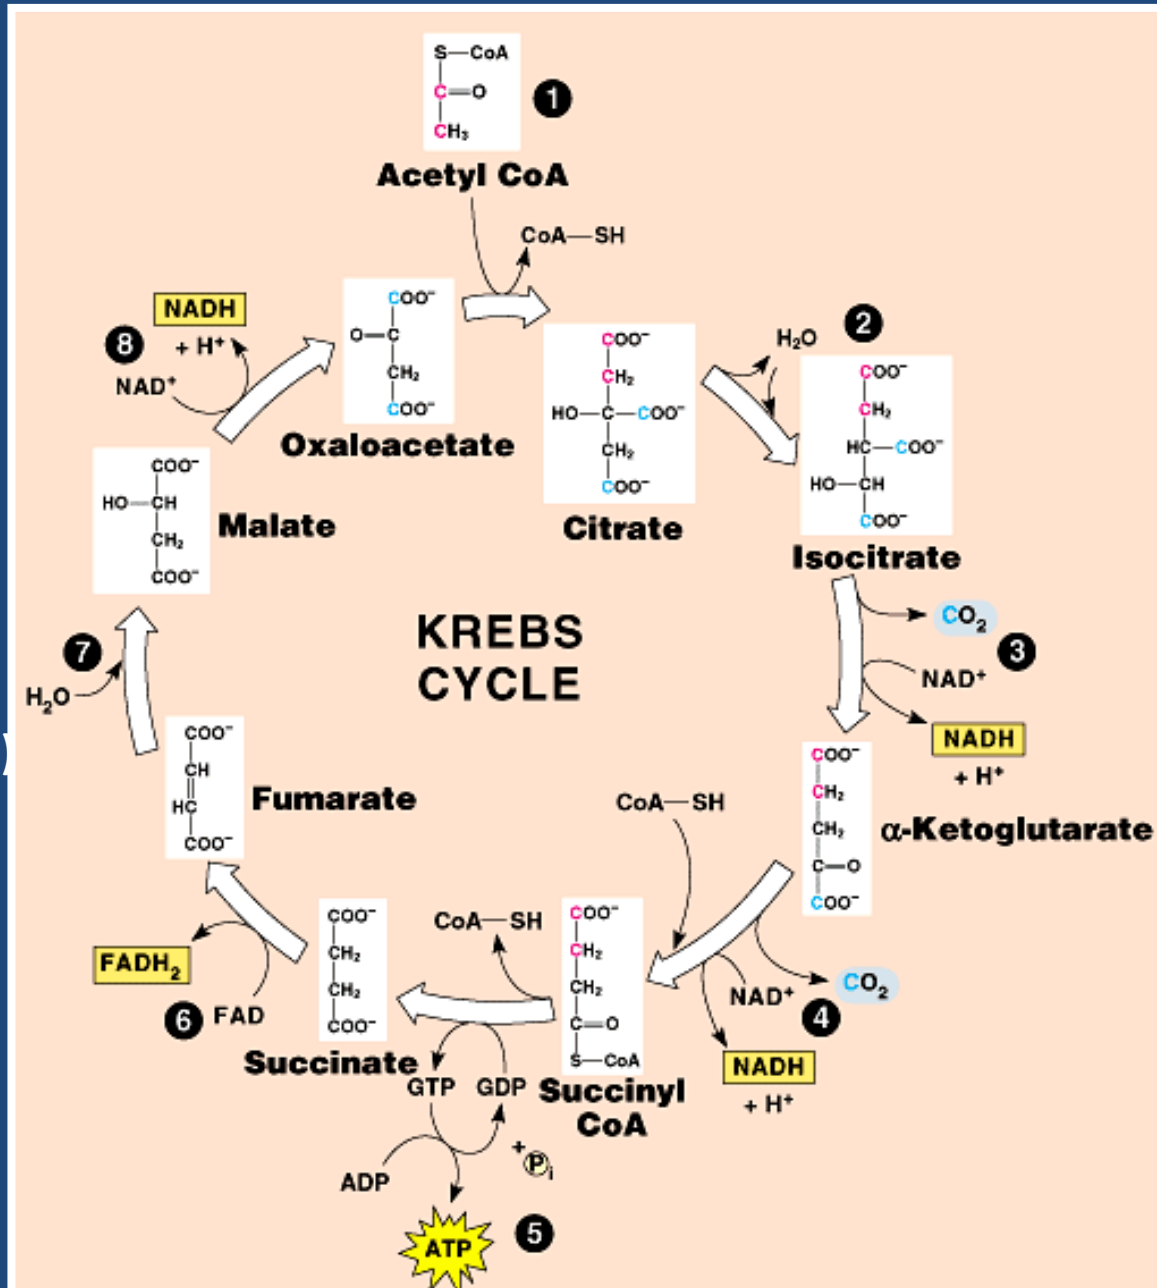 S—CoA
C=O
CH₃
1
Acetyl CoA
CoA—SH
NADH
+ H⁺
8
NAD⁺
COO⁻
O—C
CH₂
COO⁻
Oxaloacetate
COO⁻
CH₂
HO—C—COO⁻
CH₂
COO⁻
Citrate
H₂O
2
COO⁻
CH₂
HC—COO⁻
HO—CH
COO⁻
Isocitrate
COO⁻
HO—CH
CH₂
COO⁻
Malate
KREBS
CYCLE
CO₂
3
NAD⁺
NADH
+ H⁺
7
H₂O
)
COO⁻
CH
HC
COO⁻
Fumarate
COO⁻
CH₂
CH₂
C—O
COO⁻
α-Ketoglutarate
CoA—SH
CO₂
NAD⁺
4
NADH
+ H⁺
COO⁻
CH₂
CH₂
C=O
S—CoA
Succinyl
CoA
CoA—SH
GTP GDP
+ Pi
ADP
ATP
5
COO⁻
CH₂
CH₂
COO⁻
Succinate
FADH₂
6
FAD